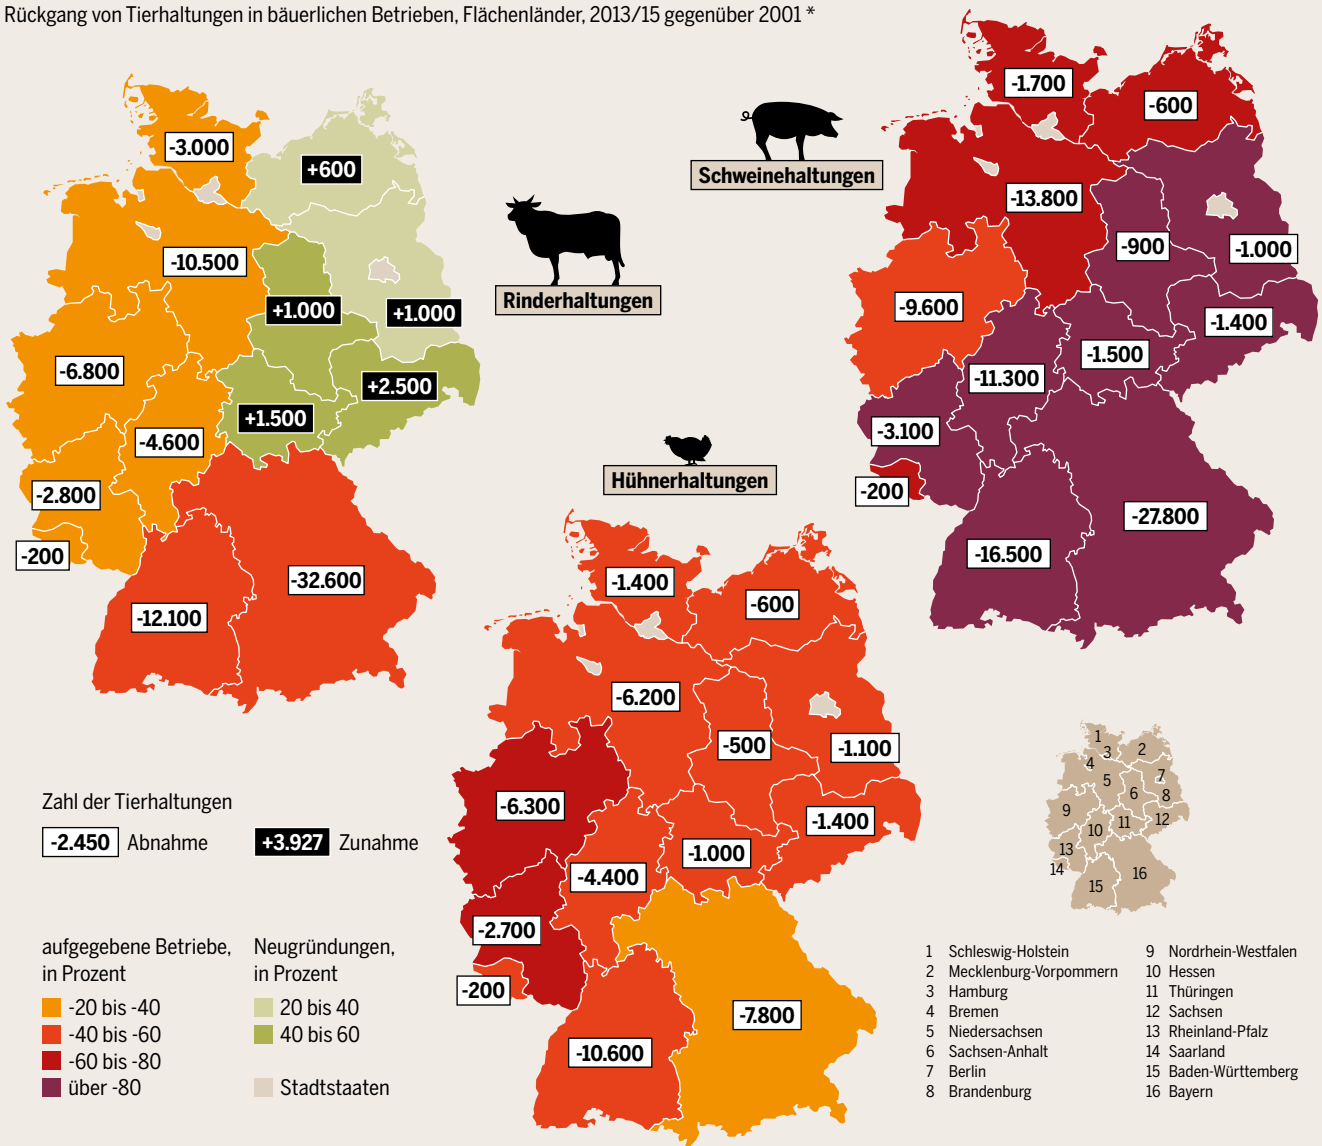 Rückgang von Tierhaltungen in bäuerlichen Betrieben, Flächenländer, 2013/15 gegenüber 2001 *
-3.000
+600
-10.500
+1.000
+1.000
-6.800
+2.500
+1.500
-4.600
-2.800
-200
-32.600
-12.100
Rinderhaltungen
Schweinehaltungen
-1.700
-600
-13.800
-900
-1.000
-9.600
-1.400
-1.500
-11.300
-3.100
-200
-27.800
-16.500
Hühnerhaltungen
-1.400
-600
-6.200
-500
-1.100
-6.300
-1.400
-1.000
-4.400
-2.700
-200
-7.800
-10.600
Zahl der Tierhaltungen
-2.450 Abnahme
+3.927 Zunahme
aufgegebene Betriebe,
in Prozent
-20 bis -40
-40 bis -60
-60 bis -80
über -80
Neugründungen,
in Prozent
20 bis 40
40 bis 60
Stadtstaaten
1
2
3
4
5
6
7
8
9
10
11
12
13
14
15
16
1 Schleswig-Holstein
2 Mecklenburg-Vorpommern
3 Hamburg
4 Bremen
5 Niedersachsen
6 Sachsen-Anhalt
7 Berlin
8 Brandenburg
9 Nordrhein-Westfalen
10 Hessen
11 Thüringen
12 Sachsen
13 Rheinland-Pfalz
14 Saarland
15 Baden-Württemberg
16 Bayern